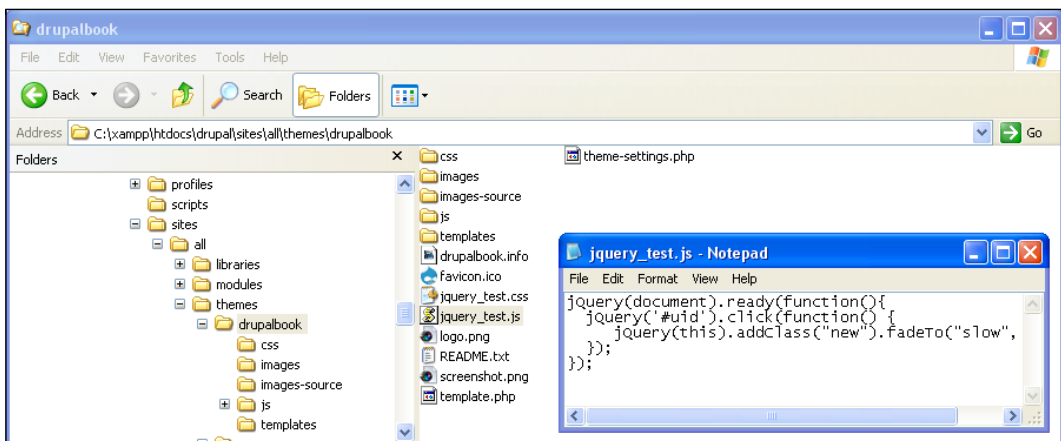 drupalbook
File Edit View Favorites Tools Help
Back Search Folders
Address C:\xampp\htdocs\drupal\sites\all\themes\drupalbook Go
Folders
profiles
scripts
sites
all
libraries
modules
themes
drupalbook
css
images
images-source
js
templates
css
images
images-source
js
templates
drupalbook.info
favicon.ico
jquery_test.css
jquery_test.js
logo.png
README.txt
screenshot.png
template.php
theme-settings.php
jquery_test.js - Notepad
File Edit Format View Help
jQuery(document).ready(function(){
jQuery('#uid').click(function() {
jQuery(this).addClass("new").fadeTo("slow",
});
});